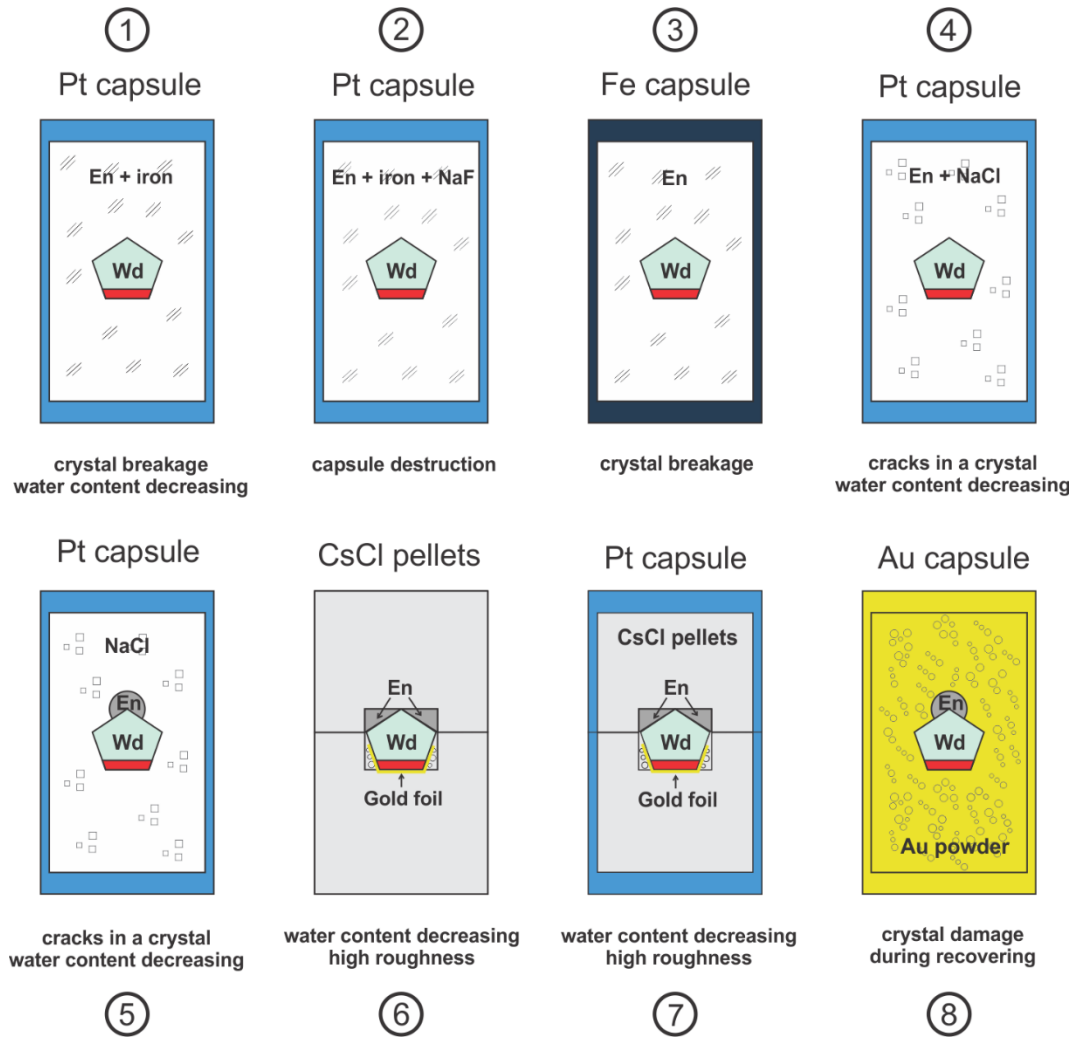 1
2
3
4
Pt capsule
Pt capsule
Fe capsule
Pt capsule
En + iron
En + iron + NaF
En
En + NaCl
Wd
Wd
Wd
Wd
crystal breakage
water content decreasing
capsule destruction
crystal breakage
cracks in a crystal
water content decreasing
Pt capsule
CsCl pellets
Pt capsule
Au capsule
NaCl
En
Wd
En
Wd
Gold foil
CsCl pellets
En
Wd
Gold foil
En
Wd
Au powder
cracks in a crystal
water content decreasing
water content decreasing
high roughness
water content decreasing
high roughness
crystal damage
during recovering
5
6
7
8